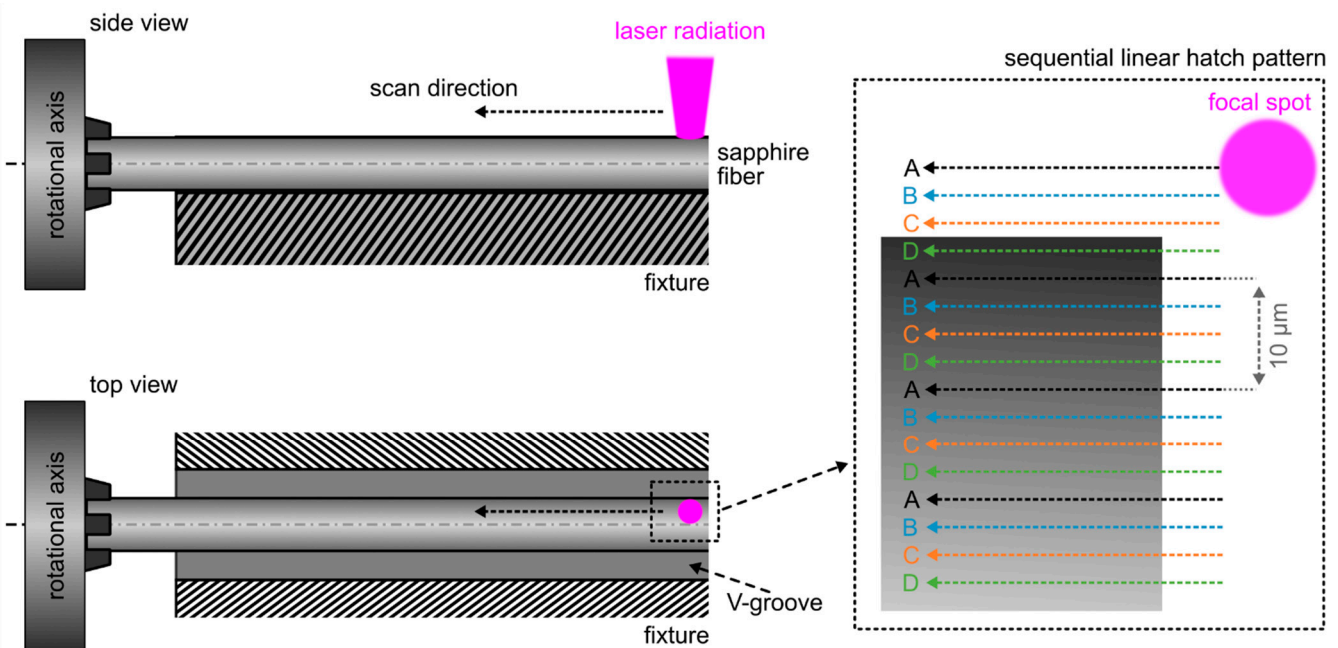 side view
laser radiation
scan direction
sapphire
fiber
rotational axis
fixture
top view
rotational axis
V-groove
fixture
sequential linear hatch pattern
focal spot
A
B
C
D
A
B
C
D
A
B
C
D
A
B
C
D
10 µm